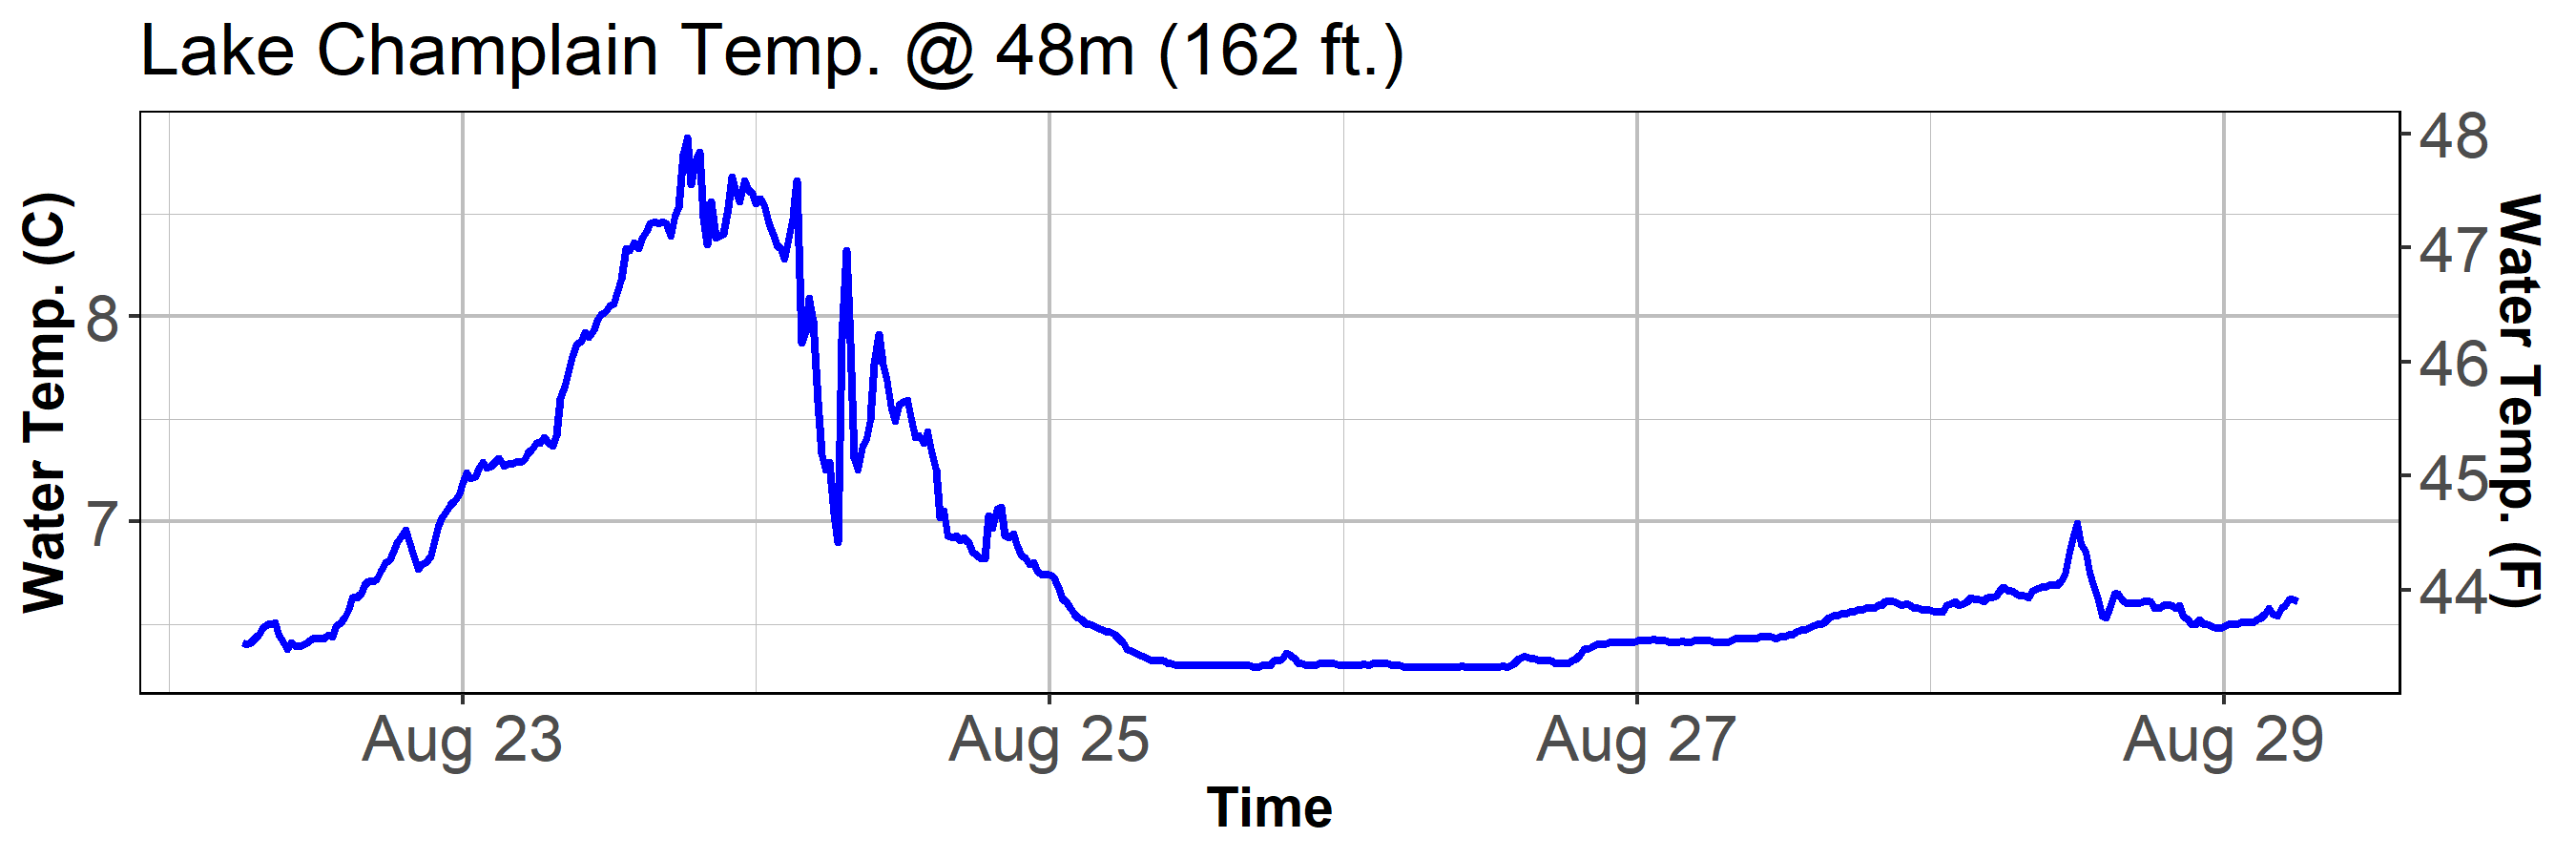 Lake Champlain Temp. @ 48m (162 ft.)
Water Temp. (C)
8
7
48
47
46
45
44
Water Temp. (F)
Aug 23
Aug 25
Aug 27
Aug 29
Time